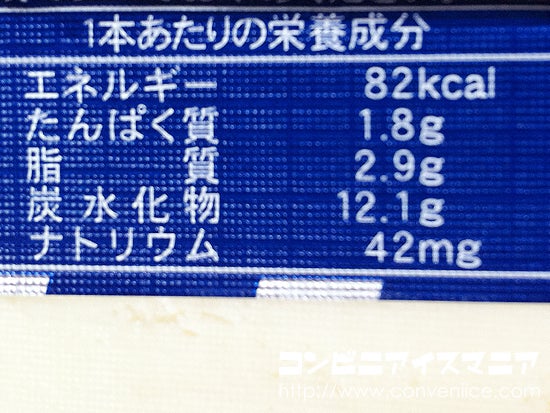 1本あたりの栄養成分
エネルギー 82kcal
たんぱく質 1.8g
脂 質 2.9g
炭水化物 12.1g
ナトリウム 42mg
コンビニアイスマニア
http://www.conveniice.com/